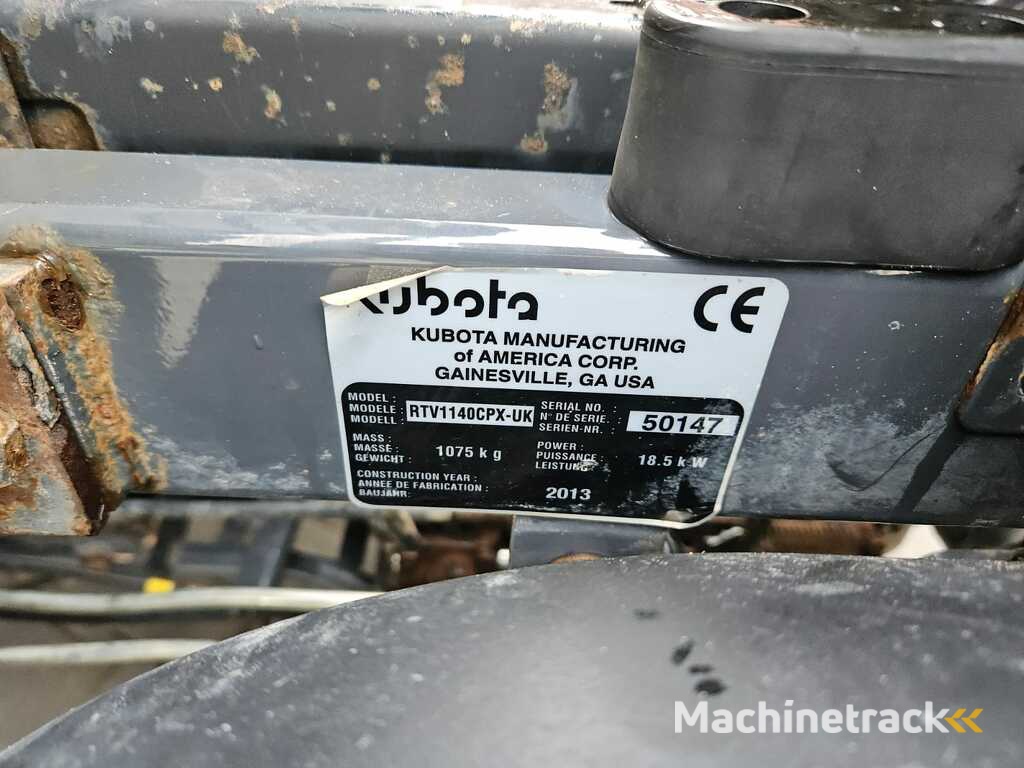 Kubota CE
KUBOTA MANUFACTURING
of AMERICA CORP.
GAINESVILLE, GA USA
MODEL :
MODELE :
MODELL :
RTV1140CPX-UK
SERIAL NO. :
N° DE SERIE :
SERIEN-NR. :
50147
MASS :
MASSE :
GEWICHT :
1075 kg
POWER :
PUISSANCE :
LEISTUNG
18.5 kW
CONSTRUCTION YEAR :
ANNEE DE FABRICATION :
BAUJAHR
2013
Machinetrack